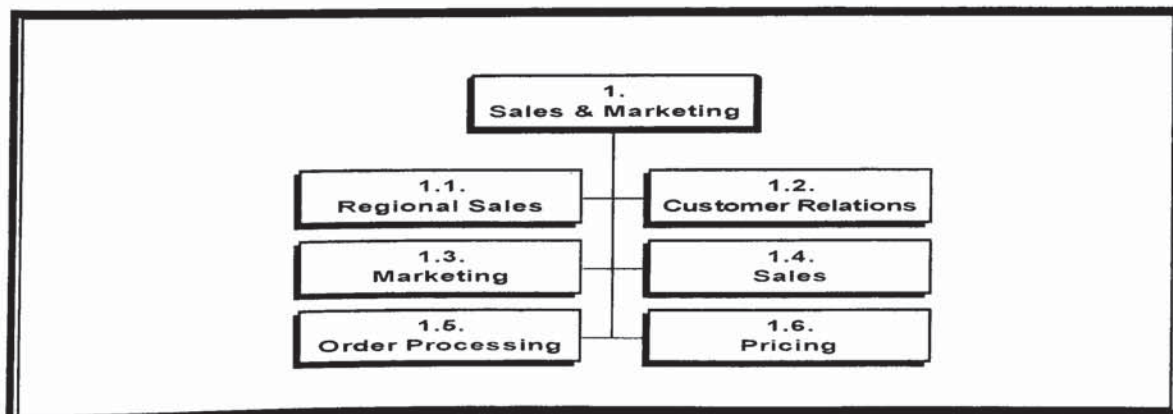 1.
Sales & Marketing
1.1.
Regional Sales
1.2.
Customer Relations
1.3.
Marketing
1.4.
Sales
1.5.
Order Processing
1.6.
Pricing